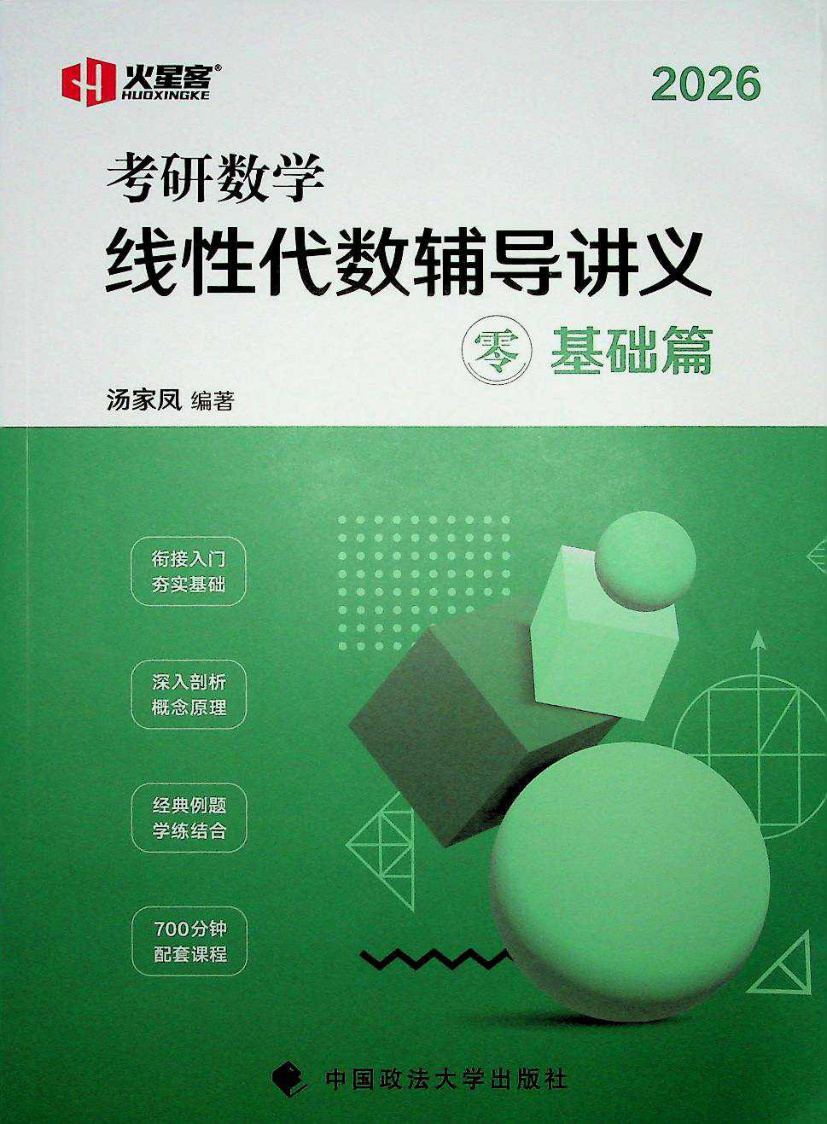 火星客®
HUOXINGKE
2026
考研数学
线性代数辅导讲义
零 基础篇
汤家凤 编著
衔接入门
夯实基础
深入剖析
概念原理
经典例题
学练结合
700分钟
配套课程
中国政法大学出版社